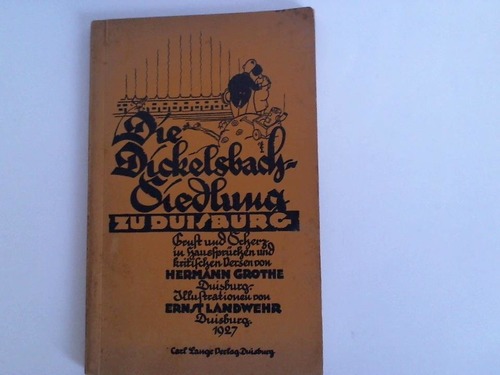 Die
Dickelsbach-
Siedlung
ZU DUISBURG
Ernst und Scherz
in Haussprüchen und
kritischen Versen von
HERMANN GROTHE
Duisburg-
Illustrationen von
ERNST LANDWEHR
Duisburg.
1927
Carl Lange Verlag Duisburg